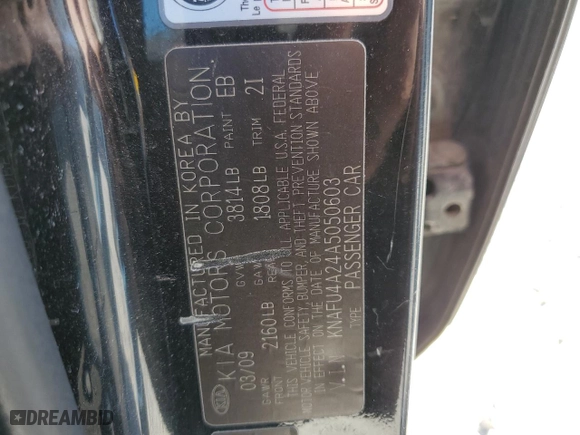 MANUFACTURED IN KOREA BY
KIA MOTORS CORPORATION
03/09 GVWR 3814LB PAINT EB
GAWR FRONT 2160LB GAWR REAR 1808LB TRIM 2I
THIS VEHICLE CONFORMS TO ALL APPLICABLE U.S.A. FEDERAL
MOTOR VEHICLE SAFETY, BUMPER, AND THEFT PREVENTION STANDARDS
IN EFFECT ON THE DATE OF MANUFACTURE SHOWN ABOVE
V.I.N KNAFU4A24A5050603
TYPE PASSENGER CAR
KIA
DREAMBID